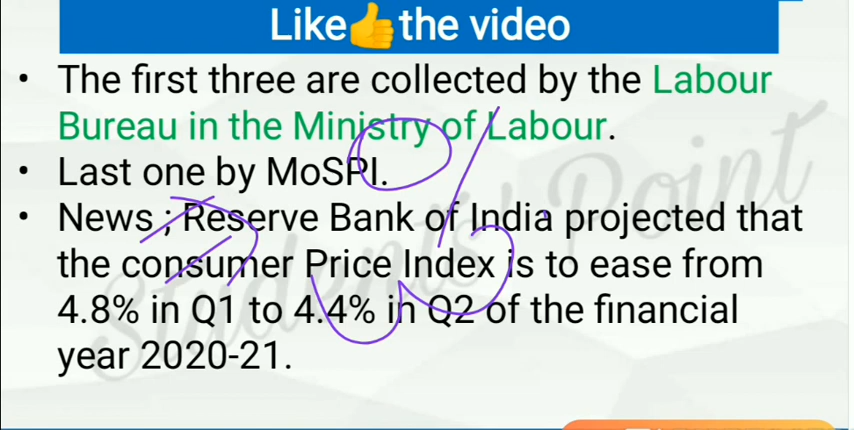 Like👍the video
• The first three are collected by the Labour
Bureau in the Ministry of Labour.
• Last one by MoSPI.
• News ; Reserve Bank of India projected that
the consumer Price Index is to ease from
4.8% in Q1 to 4.4% in Q2 of the financial
year 2020-21.
Student's Point